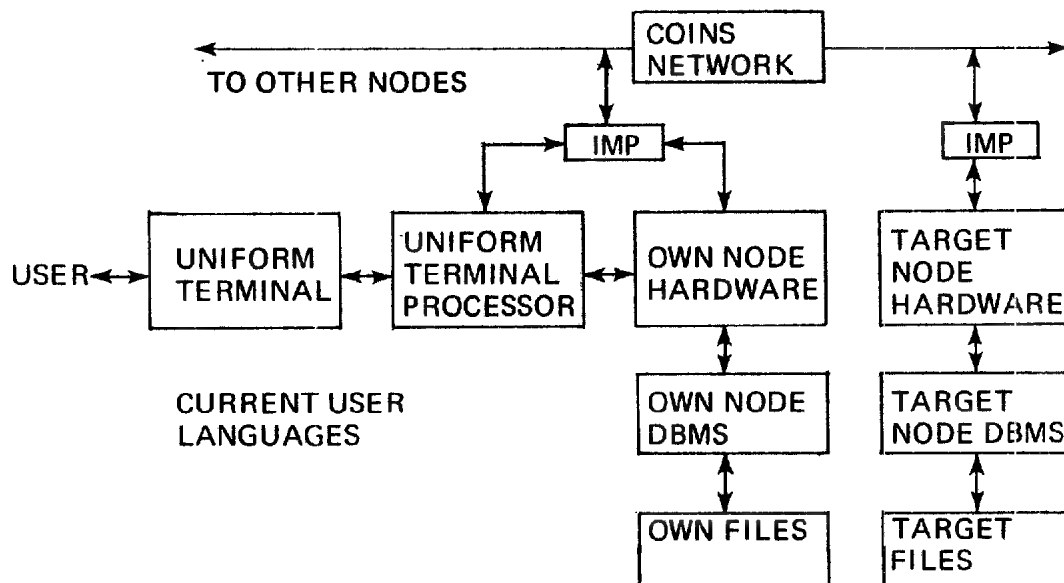 COINS
NETWORK
TO OTHER NODES
IMP
IMP
USER
UNIFORM
TERMINAL
UNIFORM
TERMINAL
PROCESSOR
OWN NODE
HARDWARE
TARGET
NODE
HARDWARE
CURRENT USER
LANGUAGES
OWN NODE
DBMS
TARGET
NODE DBMS
OWN FILES
TARGET
FILES